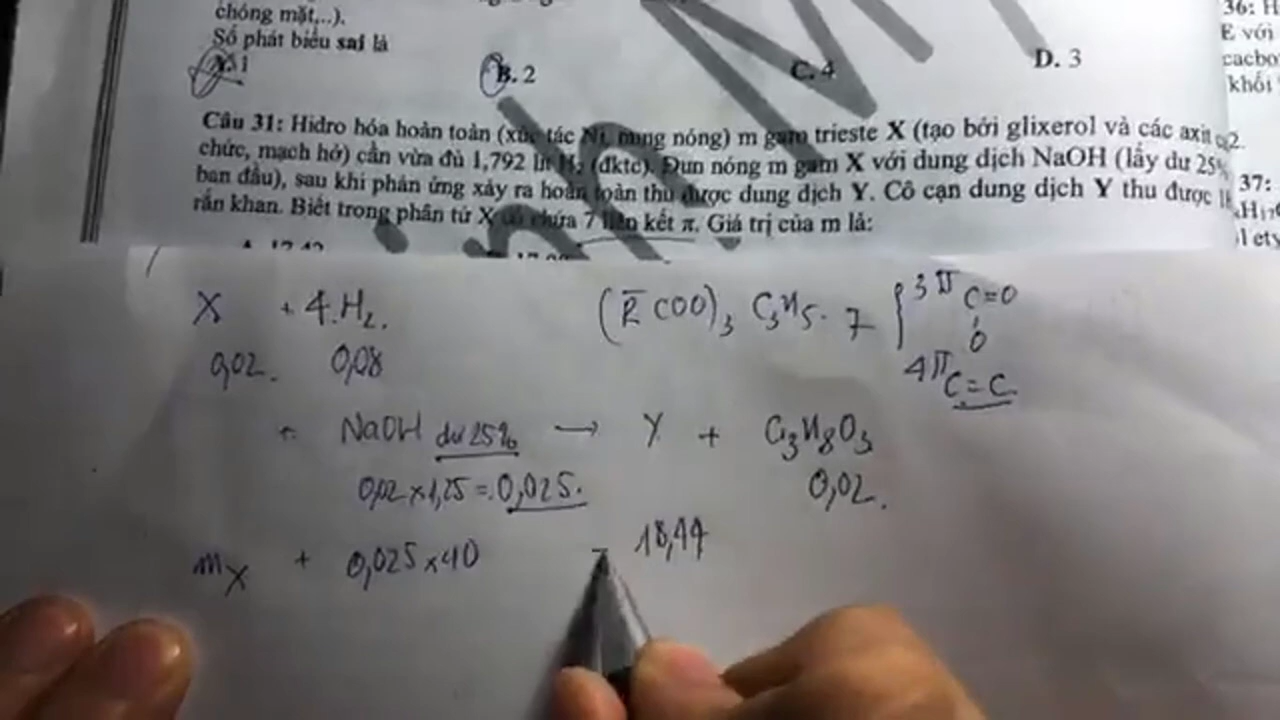 chóng mặt,...).
Số phát biểu sai là
A. 1 B. 2 C. 4 D. 3
Câu 31: Hidro hóa hoàn toàn (xúc tác Ni, nung nóng) m gam trieste X (tạo bởi glixerol và các axit
chức, mạch hở) cần vừa đủ 1,792 lít H₂ (đktc). Đun nóng m gam X với dung dịch NaOH (lấy dư 25%
ban đầu), sau khi phản ứng xảy ra hoàn toàn thu được dung dịch Y. Cô cạn dung dịch Y thu được
rắn khan. Biết trong phân tử X có chứa 7 liên kết π. Giá trị của m là:
36: H
E với
cacbo
khối
37:
X + 4.H₂. (R̅COO)₃ C₃H₅. 7 { 3π C=O
O
0,02. 0,08 4π C=C.
+ NaOH dư 25% → Y + C₃H₈O₃
0,02 x 1,25 = 0,025. 0,02.
mX + 0,025 x 40 = 18,44